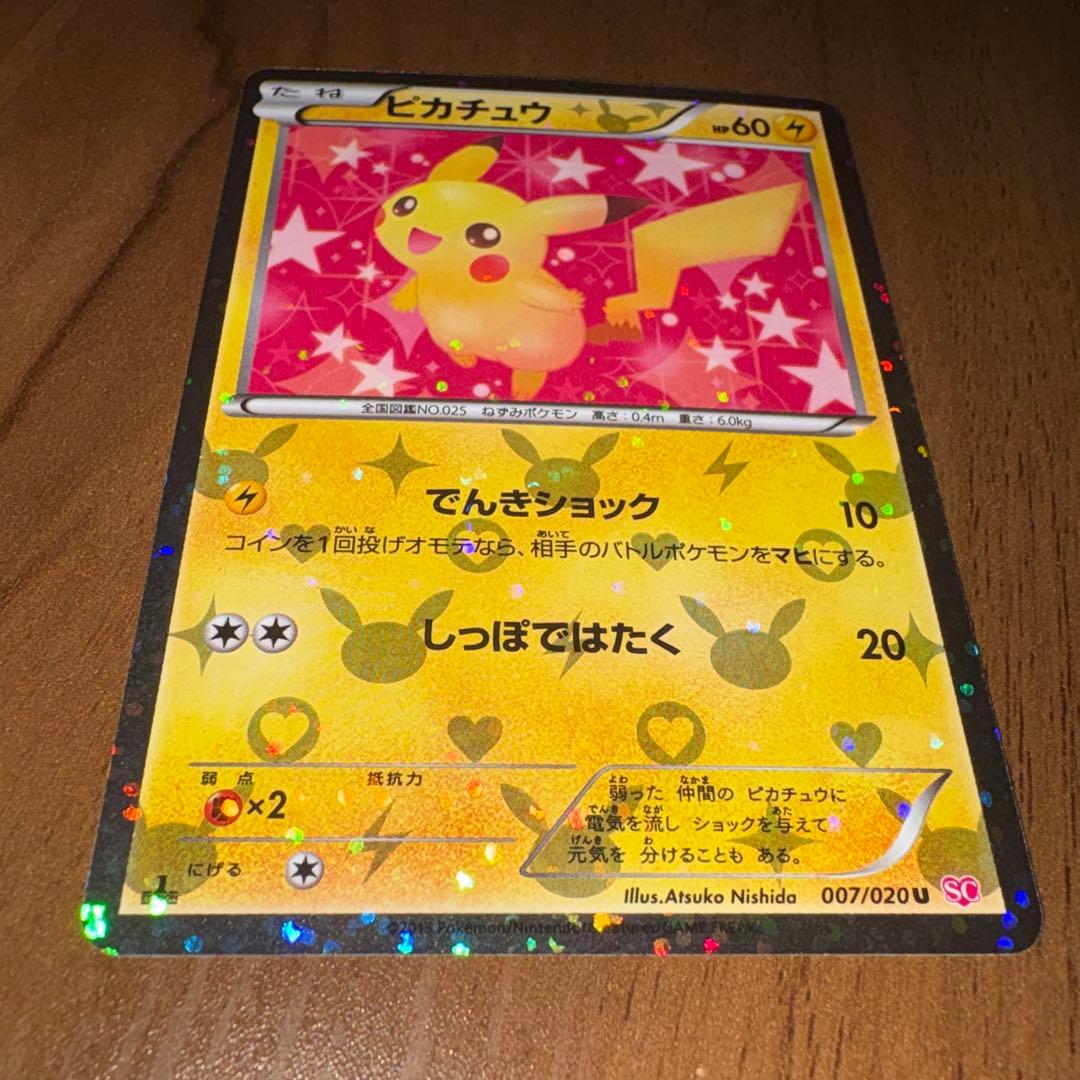 たね ピカチュウ HP60
全国図鑑NO.025 ねずみポケモン 高さ：0.4m 重さ：6.0kg
でんきショック 10
コインを1回投げオモテなら、相手のバトルポケモンをマヒにする。
しっぽではたく 20
弱点 抵抗力
×2
にげる
弱った 仲間の ピカチュウに
電気を流し ショックを与えて
元気を 分けることも ある。
Illus.Atsuko Nishida 007/020 U SC
©2013 Pokémon/Nintendo/Creatures/GAME FREAK.